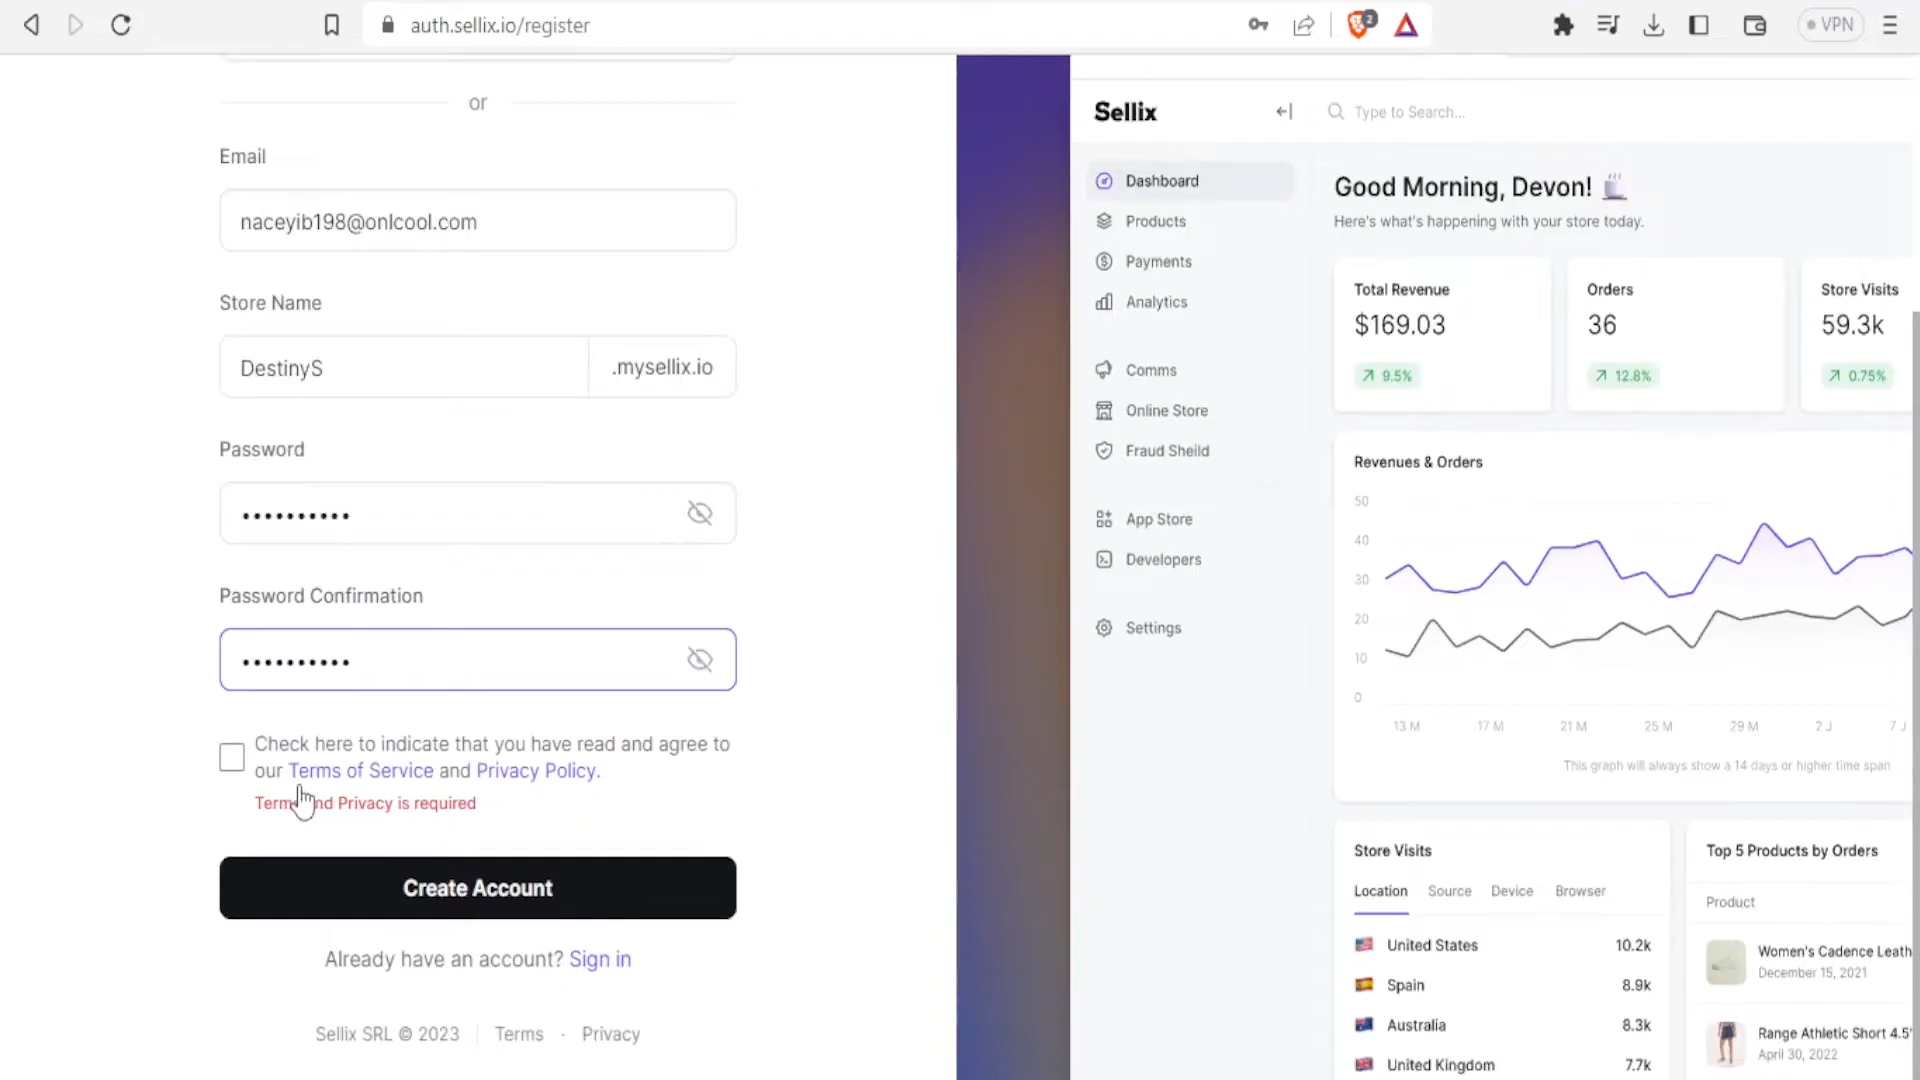 auth.sellix.io/register
2
VPN
or
Email
naceyib198@onlcool.com
Store Name
DestinyS
.mysellix.io
Password
Password Confirmation
Check here to indicate that you have read and agree to
our Terms of Service and Privacy Policy.
Term nd Privacy is required
Create Account
Already have an account? Sign in
Sellix SRL © 2023
Terms · Privacy
Sellix
Type to Search...
Dashboard
Products
Payments
Analytics
Comms
Online Store
Fraud Sheild
App Store
Developers
Settings
Good Morning, Devon!
Here's what's happening with your store today.
Total Revenue
$169.03
9.5%
Orders
36
12.8%
Store Visits
59.3k
0.75%
Revenues & Orders
50
40
30
20
10
0
13 M 17 M 21 M 25 M 29 M 2 J 7 J
This graph will always show a 14 days or higher time span
Store Visits
Location Source Device Browser
United States 10.2k
Spain 8.9k
Australia 8.3k
United Kingdom 7.7k
Top 5 Products by Orders
Product
Women's Cadence Leath
December 15, 2021
Range Athletic Short 4.5"
April 30, 2022